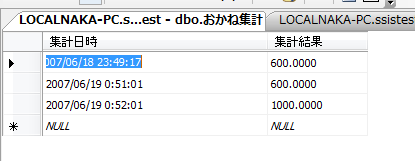 LOCALNAKA-PC.s...est - dbo.おかね集計 LOCALNAKA-PC.ssistest
集計日時 集計結果
007/06/18 23:49:17 600.0000
2007/06/19 0:51:01 600.0000
2007/06/19 0:52:01 1000.0000
NULL NULL